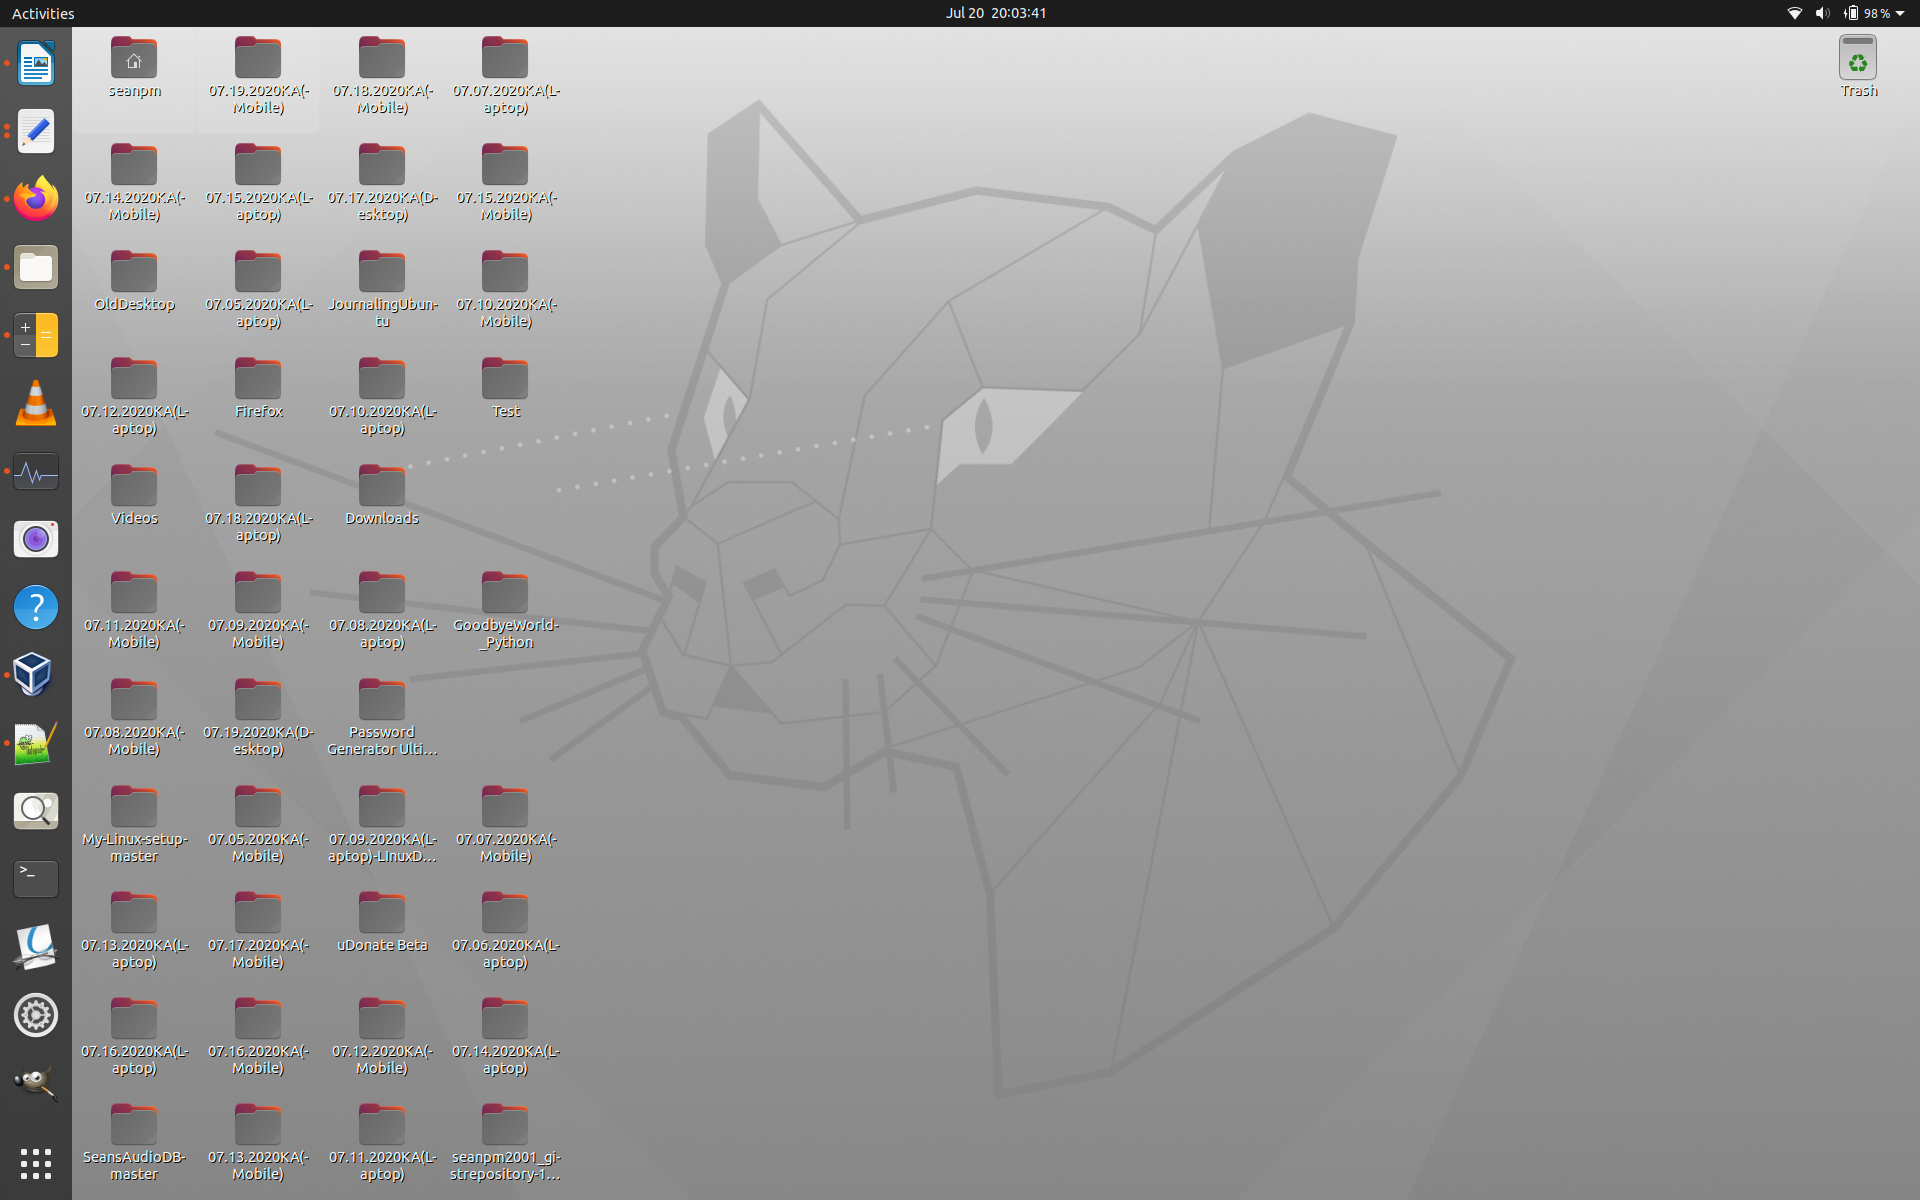 Activities
Jul 20 20:03:41
98 %
seanpm
07.19.2020KA(-
Mobile)
07.18.2020KA(-
Mobile)
07.07.2020KA(L-
aptop)
Trash
07.14.2020KA(-
Mobile)
07.15.2020KA(L-
aptop)
07.17.2020KA(D-
esktop)
07.15.2020KA(-
Mobile)
OldDesktop
07.05.2020KA(L-
aptop)
JournalingUbun-
tu
07.10.2020KA(-
Mobile)
07.12.2020KA(L-
aptop)
Firefox
07.10.2020KA(L-
aptop)
Test
Videos
07.18.2020KA(L-
aptop)
Downloads
07.11.2020KA(-
Mobile)
07.09.2020KA(-
Mobile)
07.08.2020KA(L-
aptop)
GoodbyeWorld-
_Python
07.08.2020KA(-
Mobile)
07.19.2020KA(D-
esktop)
Password
Generator Ulti...
My-Linux-setup-
master
07.05.2020KA(-
Mobile)
07.09.2020KA(L-
aptop)-LInuxD...
07.07.2020KA(-
Mobile)
07.13.2020KA(L-
aptop)
07.17.2020KA(-
Mobile)
uDonate Beta
07.06.2020KA(L-
aptop)
07.16.2020KA(L-
aptop)
07.16.2020KA(-
Mobile)
07.12.2020KA(-
Mobile)
07.14.2020KA(L-
aptop)
SeansAudioDB-
master
07.13.2020KA(-
Mobile)
07.11.2020KA(L-
aptop)
seanpm2001_gi-
strepository-1...